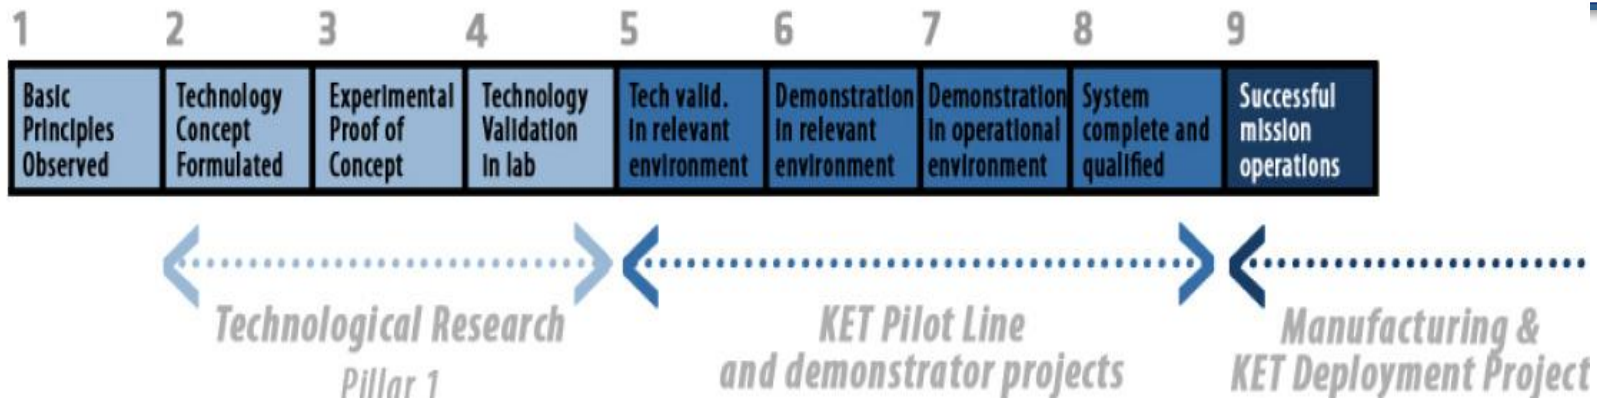 1 2 3 4 5 6 7 8 9
Basic
Principles
Observed
Technology
Concept
Formulated
Experimental
Proof of
Concept
Technology
Validation
in lab
Tech valid.
in relevant
environment
Demonstration
in relevant
environment
Demonstration
in operational
environment
System
complete and
qualified
Successful
mission
operations
Technological Research
Pillar 1
KET Pilot Line
and demonstrator projects
Manufacturing &
KET Deployment Project